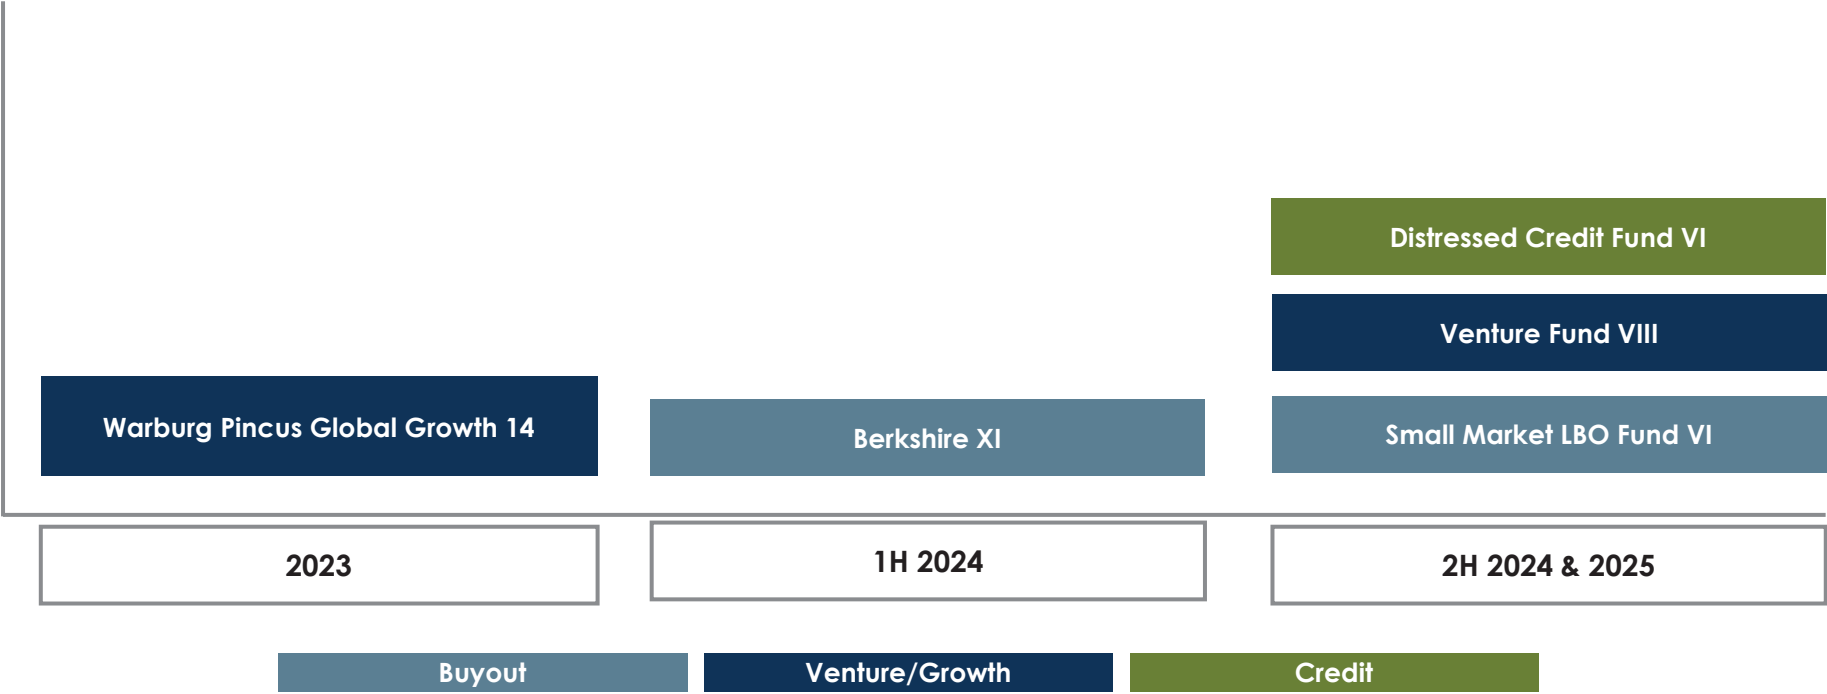 Distressed Credit Fund VI
Venture Fund VIII
Warburg Pincus Global Growth 14
Berkshire XI
Small Market LBO Fund VI
2023
1H 2024
2H 2024 & 2025
Buyout
Venture/Growth
Credit